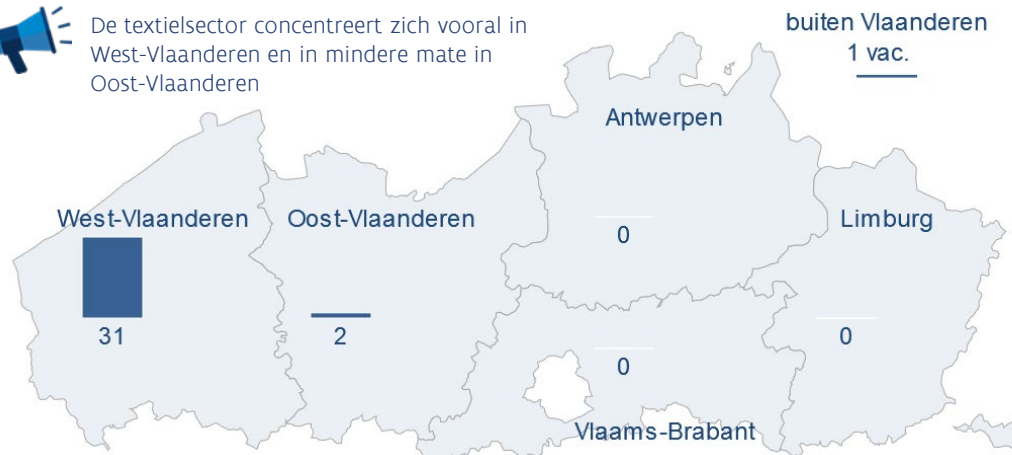 De textielsector concentreert zich vooral in
West-Vlaanderen en in mindere mate in
Oost-Vlaanderen
buiten Vlaanderen
1 vac.
Antwerpen
0
West-Vlaanderen
31
Oost-Vlaanderen
2
Limburg
0
0
Vlaams-Brabant